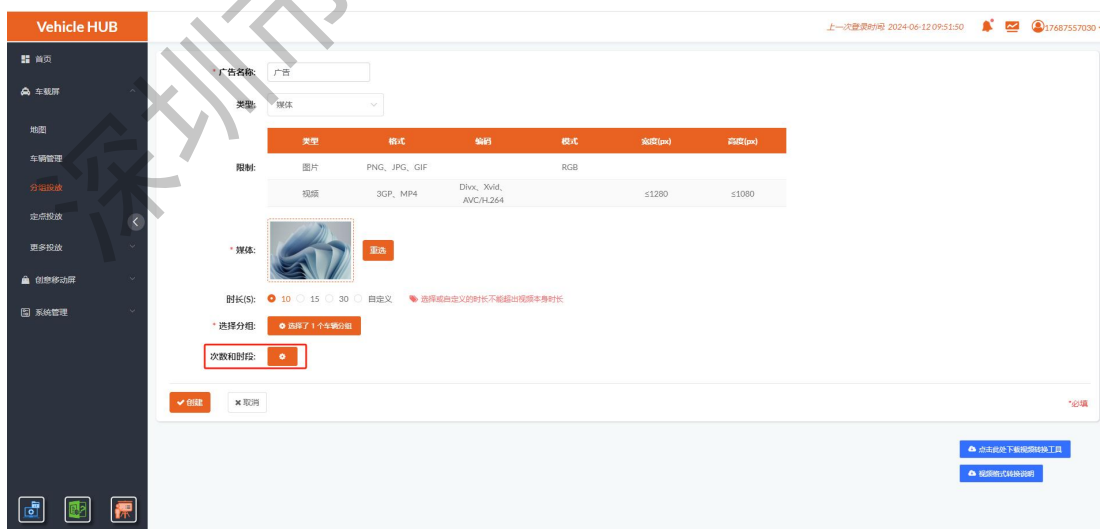 Vehicle HUB
上一次登录时间 2024-06-12 09:51:50
17687557030
首页
车载屏
地图
车辆管理
分组投放
定点投放
更多投放
创意移动屏
系统管理
* 广告名称: 广告
类型: 媒体
限制:
类型 格式 编码 模式 宽度(px) 高度(px)
图片 PNG、JPG、GIF RGB
视频 3GP、MP4 Divx、Xvid、AVC/H.264 ≤1280 ≤1080
* 媒体: 重选
时长(S): 10 15 30 自定义 选择或自定义的时长不能超出视频本身时长
* 选择分组: 选择了 1 个车辆分组
次数和时段:
创建 取消
*必填
点击此处下载视频转换工具
视频格式转换说明
深圳市